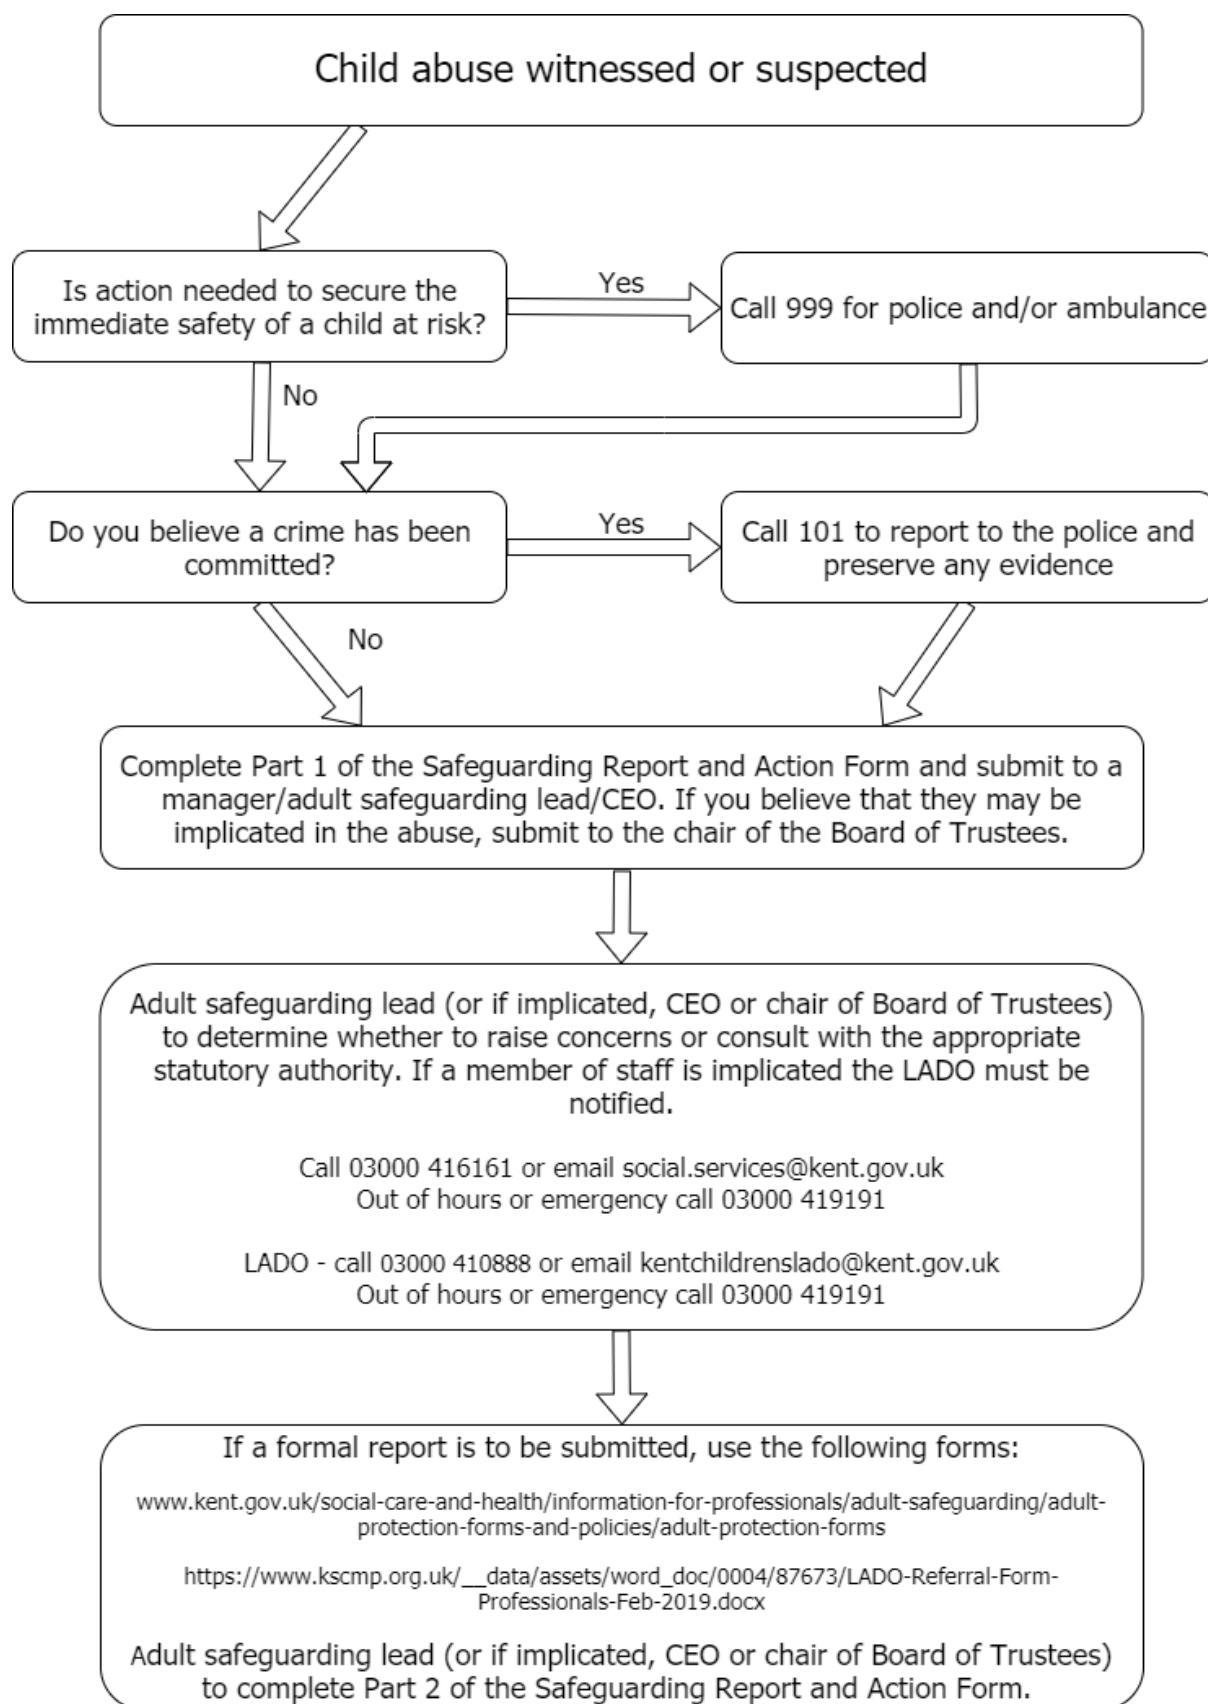 Child abuse witnessed or suspected
Is action needed to secure the
immediate safety of a child at risk?
Yes
Call 999 for police and/or ambulance
No
Do you believe a crime has been
committed?
Yes
Call 101 to report to the police and
preserve any evidence
No
Complete Part 1 of the Safeguarding Report and Action Form and submit to a
manager/adult safeguarding lead/CEO. If you believe that they may be
implicated in the abuse, submit to the chair of the Board of Trustees.
Adult safeguarding lead (or if implicated, CEO or chair of Board of Trustees)
to determine whether to raise concerns or consult with the appropriate
statutory authority. If a member of staff is implicated the LADO must be
notified.
Call 03000 416161 or email social.services@kent.gov.uk
Out of hours or emergency call 03000 419191
LADO - call 03000 410888 or email kentchildrenslado@kent.gov.uk
Out of hours or emergency call 03000 419191
If a formal report is to be submitted, use the following forms:
www.kent.gov.uk/social-care-and-health/information-for-professionals/adult-safeguarding/adult-
protection-forms-and-policies/adult-protection-forms
https://www.kscmp.org.uk/__data/assets/word_doc/0004/87673/LADO-Referral-Form-
Professionals-Feb-2019.docx
Adult safeguarding lead (or if implicated, CEO or chair of Board of Trustees)
to complete Part 2 of the Safeguarding Report and Action Form.